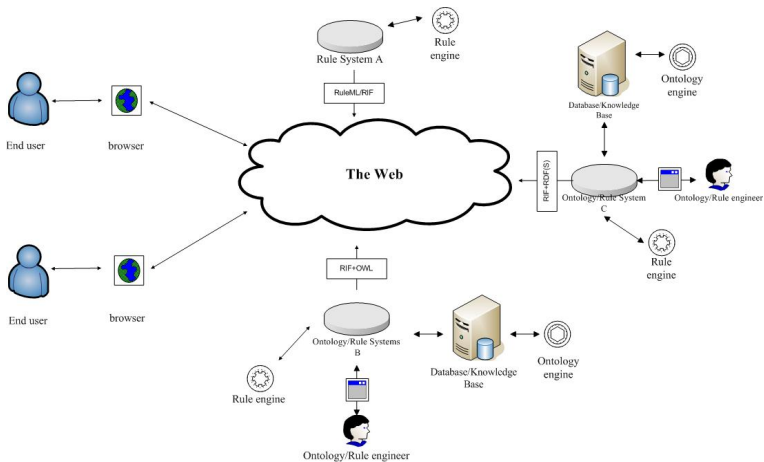 Rule System A
Rule
engine
RuleML/RIF
Database/Knowledge
Base
Ontology
engine
End user
browser
The Web
RIF+RDF(S)
Ontology/Rule System
C
Ontology/Rule engineer
Rule
engine
End user
browser
RIF+OWL
Ontology/Rule Systems
B
Database/Knowledge
Base
Ontology
engine
Rule engine
Ontology/Rule engineer